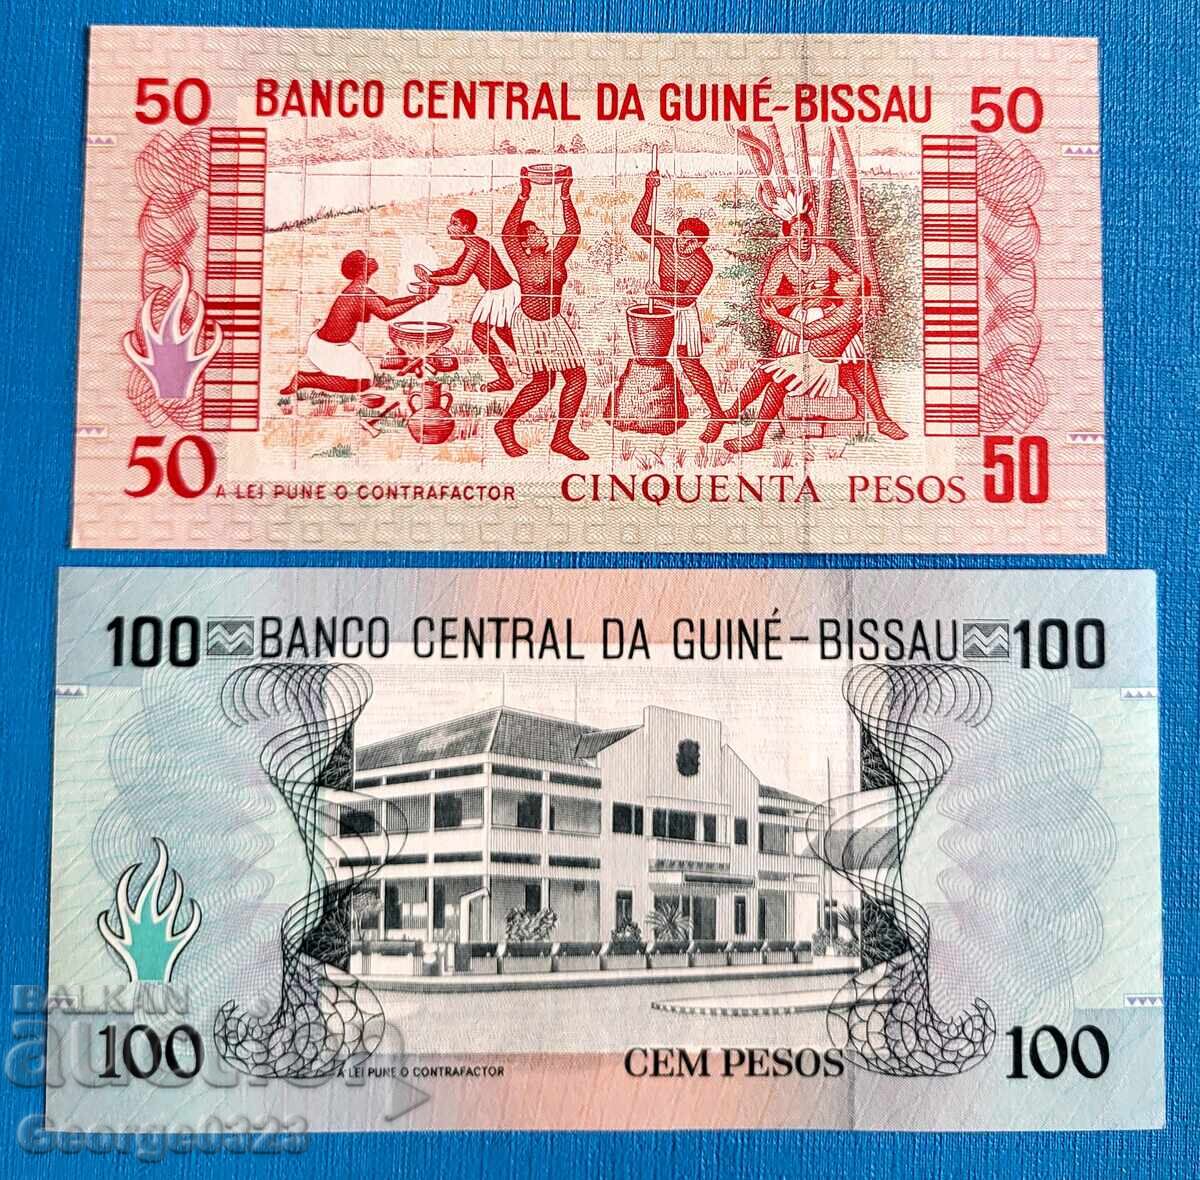 50 BANCO CENTRAL DA GUINÉ-BISSAU 50
50 A LEI PUNE O CONTRAFACTOR CINQUENTA PESOS 50
100 BANCO CENTRAL DA GUINÉ-BISSAU 100
BALKAN
auction
100 A LEI PUNE O CONTRAFACTOR CEM PESOS 100
George0323